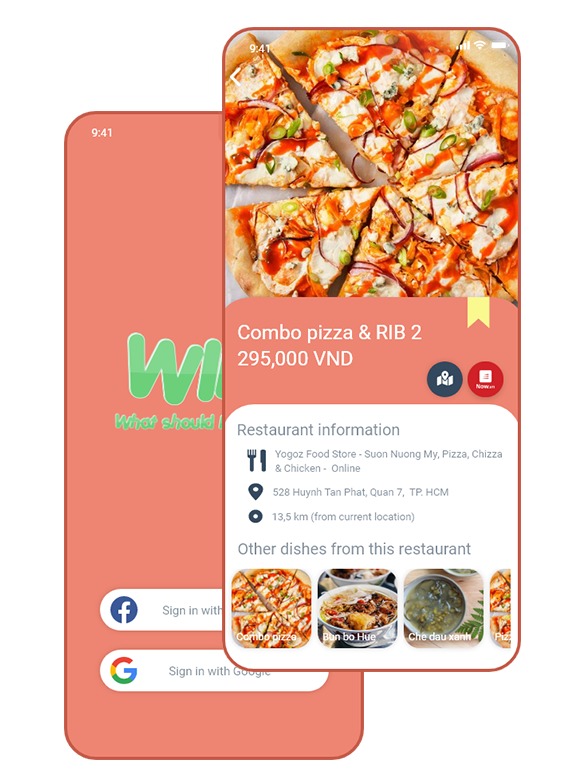 9:41
What should
Sign in with
Sign in with Google
9:41
Combo pizza & RIB 2
295,000 VND
Now.vn
Restaurant information
Yogoz Food Store - Suon Nuong My, Pizza, Chizza
& Chicken - Online
528 Huynh Tan Phat, Quan 7, TP. HCM
13,5 km (from current location)
Other dishes from this restaurant
Combo pizza
Bun bo Hue
Che dau xanh